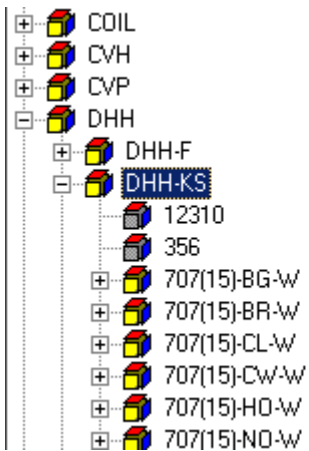 COIL
CVH
CVP
DHH
DHH-F
DHH-KS
12310
356
707(15)-BG-W
707(15)-BR-W
707(15)-CL-W
707(15)-CW-W
707(15)-HO-W
707(15)-NO-W